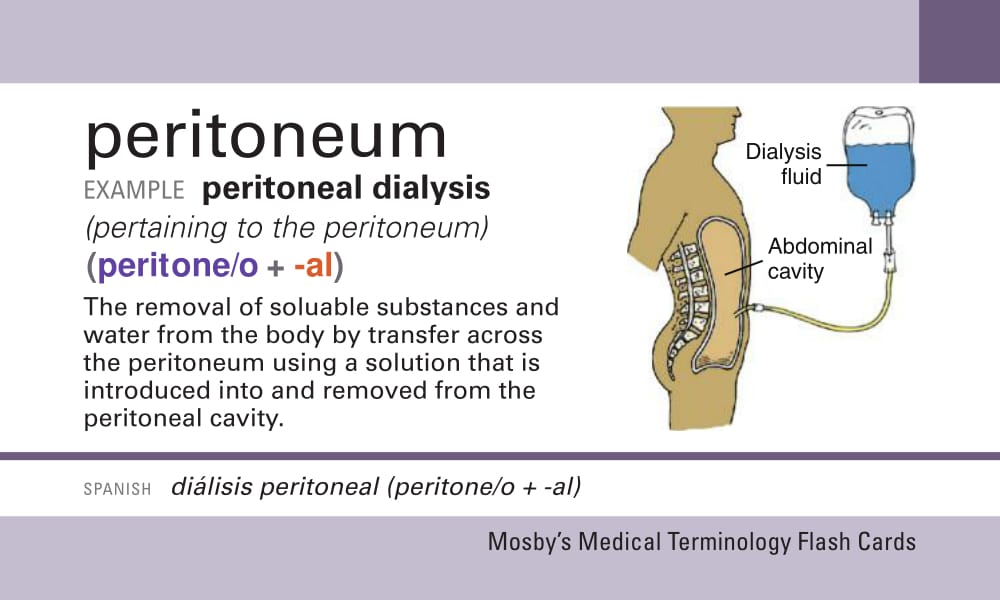 peritoneum
EXAMPLE peritoneal dialysis
(pertaining to the peritoneum)
(peritone/o + -al)
The removal of soluable substances and
water from the body by transfer across
the peritoneum using a solution that is
introduced into and removed from the
peritoneal cavity.
Dialysis
fluid
Abdominal
cavity
SPANISH diálisis peritoneal (peritone/o + -al)
Mosby's Medical Terminology Flash Cards